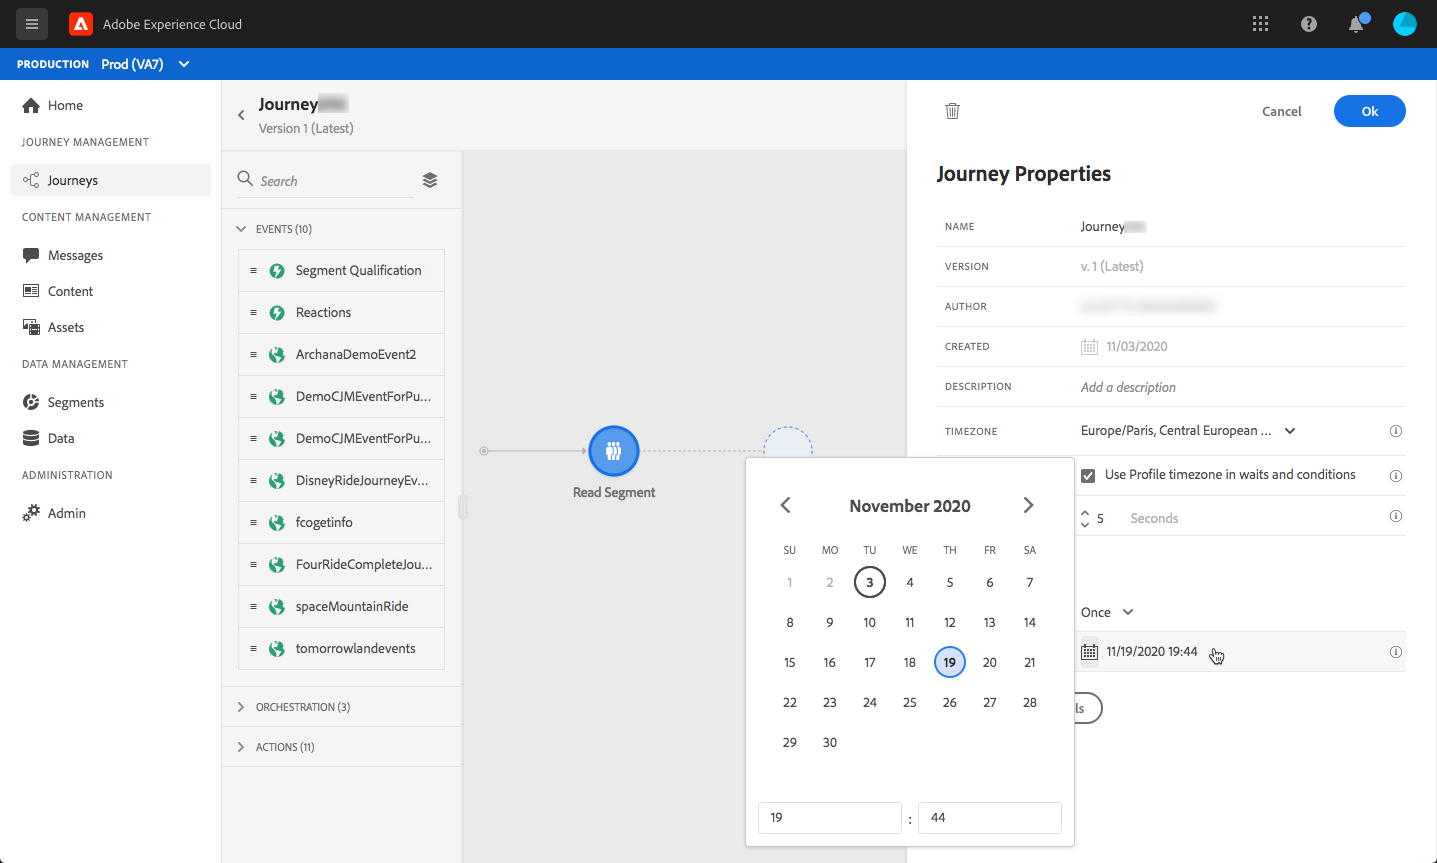 Adobe Experience Cloud
PRODUCTION Prod (VA7)
Home
JOURNEY MANAGEMENT
Journeys
CONTENT MANAGEMENT
Messages
Content
Assets
DATA MANAGEMENT
Segments
Data
ADMINISTRATION
Admin
Journey
Version 1 (Latest)
Search
EVENTS (10)
Segment Qualification
Reactions
ArchanaDemoEvent2
DemoCJMEventForPu...
DemoCJMEventForPu...
DisneyRideJourneyEv...
fcogetinfo
FourRideCompleteJou...
spaceMountainRide
tomorrowlandevents
ORCHESTRATION (3)
ACTIONS (11)
Read Segment
Cancel
Ok
Journey Properties
NAME Journey
VERSION v. 1 (Latest)
AUTHOR
CREATED 11/03/2020
DESCRIPTION Add a description
TIMEZONE Europe/Paris, Central European ...
Use Profile timezone in waits and conditions
5 Seconds
Once
11/19/2020 19:44
ls
November 2020
SU MO TU WE TH FR SA
1 2 3 4 5 6 7
8 9 10 11 12 13 14
15 16 17 18 19 20 21
22 23 24 25 26 27 28
29 30
19 : 44